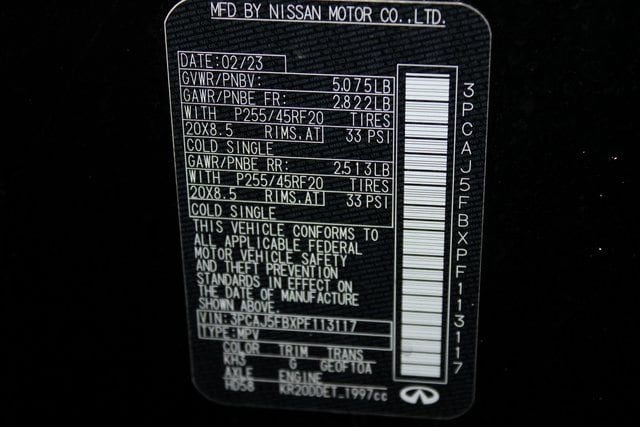 MFD BY NISSAN MOTOR CO.,LTD.
DATE:02/23
GVWR/PNBV: 5,075LB
GAWR/PNBE FR: 2,822LB
WITH P255/45RF20 TIRES
20X8.5 RIMS,AT 33 PSI
COLD SINGLE
GAWR/PNBE RR: 2,513LB
WITH P255/45RF20 TIRES
20X8.5 RIMS,AT 33 PSI
COLD SINGLE
THIS VEHICLE CONFORMS TO
ALL APPLICABLE FEDERAL
MOTOR VEHICLE SAFETY
AND THEFT PREVENTION
STANDARDS IN EFFECT ON
THE DATE OF MANUFACTURE
SHOWN ABOVE.
VIN:3PCAJ5FBXPF113117
TYPE:MPV
COLOR TRIM TRANS
KH3 G GE0F10A
AXLE ENGINE
HD58 KR20DDET 1997cc
3PCAJ5FBXPF113117